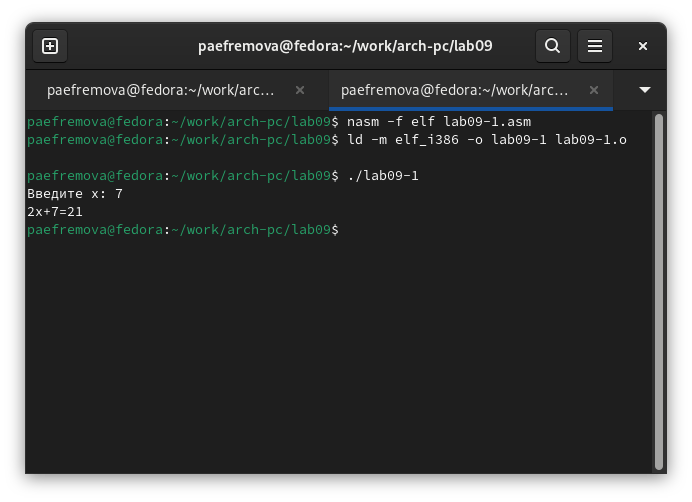 paefremova@fedora:~/work/arch-pc/lab09
paefremova@fedora:~/work/arc...
paefremova@fedora:~/work/arc...
paefremova@fedora:~/work/arch-pc/lab09$ nasm -f elf lab09-1.asm
paefremova@fedora:~/work/arch-pc/lab09$ ld -m elf_i386 -o lab09-1 lab09-1.o
paefremova@fedora:~/work/arch-pc/lab09$ ./lab09-1
Введите x: 7
2x+7=21
paefremova@fedora:~/work/arch-pc/lab09$